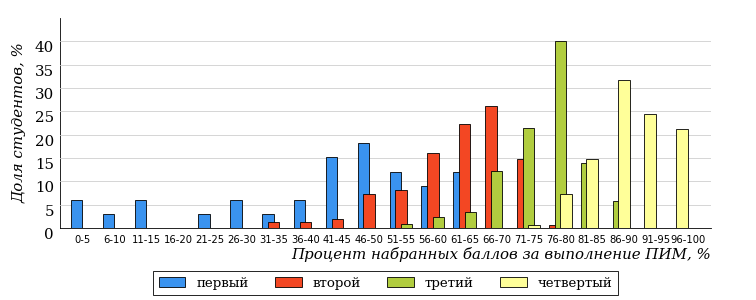 Доля студентов, %
40
35
30
25
20
15
10
5
0
0-5 6-10 11-15 16-20 21-25 26-30 31-35 36-40 41-45 46-50 51-55 56-60 61-65 66-70 71-75 76-80 81-85 86-90 91-95 96-100
Процент набранных баллов за выполнение ПИМ, %
первый второй третий четвертый